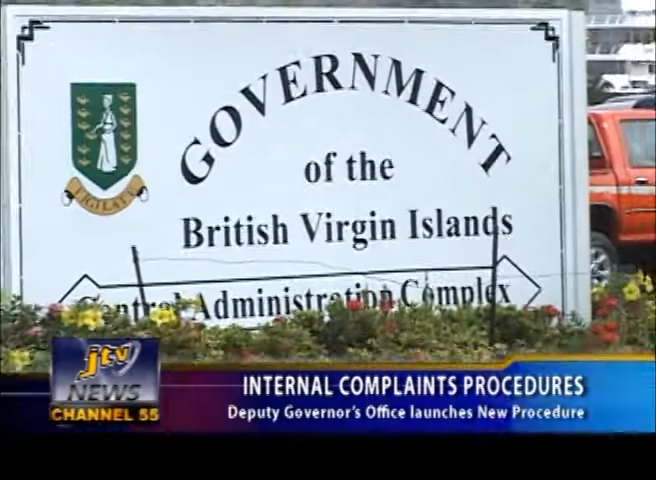 GOVERNMENT
of the
British Virgin Islands
Central Administration Complex
VIGILATE
jtv
NEWS
CHANNEL 55
INTERNAL COMPLAINTS PROCEDURES
Deputy Governor's Office launches New Procedure